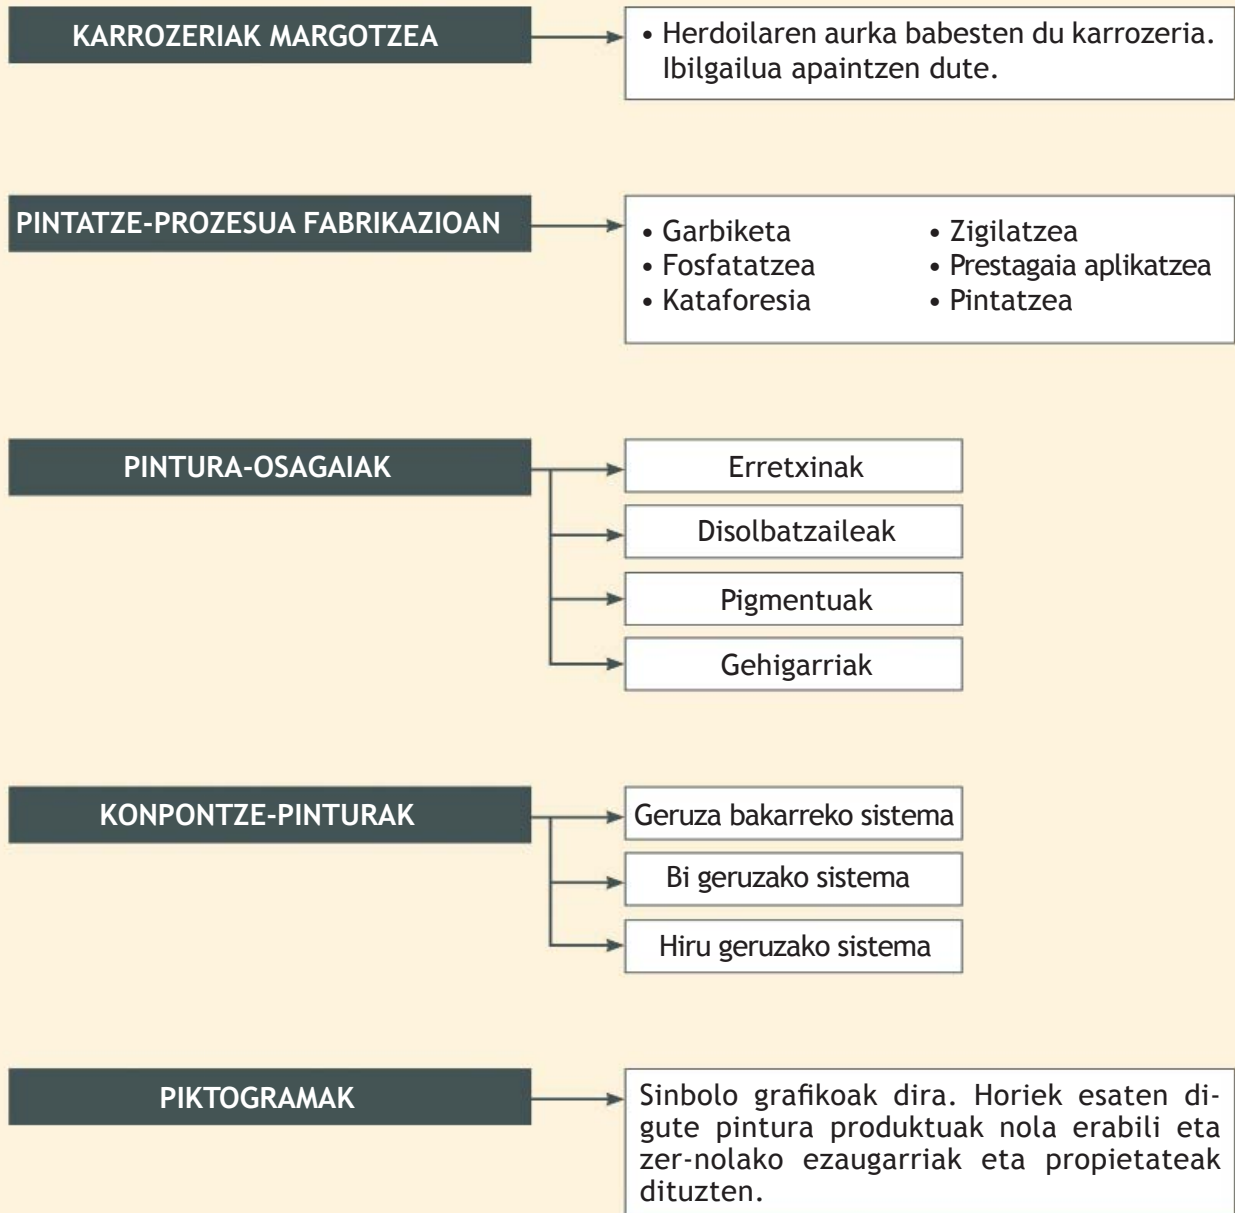 KARROZERIAK MARGOTZEA
• Herdoilaren aurka babesten du karrozeria.
Ibilgailua apaintzen dute.
PINTATZE-PROZESUA FABRIKAZIOAN
• Garbiketa
• Fosfatatzea
• Kataforesia
• Zigilatzea
• Prestagaia aplikatzea
• Pintatzea
PINTURA-OSAGAIAK
Erretxinak
Disolbatzaileak
Pigmentuak
Gehigarriak
KONPONTZE-PINTURAK
Geruza bakarreko sistema
Bi geruzako sistema
Hiru geruzako sistema
PIKTOGRAMAK
Sinbolo grafikoak dira. Horiek esaten di-
gute pintura produktuak nola erabili eta
zer-nolako ezaugarriak eta propietateak
dituzten.